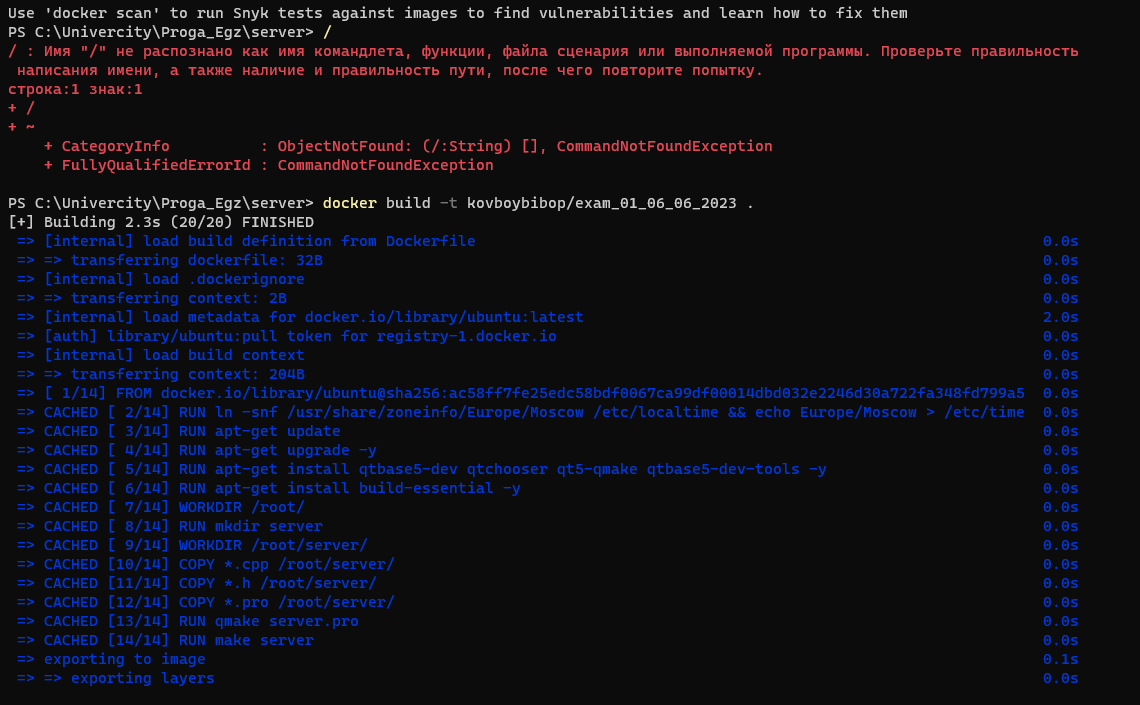 Use 'docker scan' to run Snyk tests against images to find vulnerabilities and learn how to fix them
PS C:\Univercity\Proga_Egz\server> /
/ : Имя "/" не распознано как имя командлета, функции, файла сценария или выполняемой программы. Проверьте правильность
 написания имени, а также наличие и правильность пути, после чего повторите попытку.
строка:1 знак:1
+ /
+ ~
    + CategoryInfo          : ObjectNotFound: (/:String) [], CommandNotFoundException
    + FullyQualifiedErrorId : CommandNotFoundException
PS C:\Univercity\Proga_Egz\server> docker build -t kovboybibop/exam_01_06_06_2023 .
[+] Building 2.3s (20/20) FINISHED
 => [internal] load build definition from Dockerfile 0.0s
 => => transferring dockerfile: 32B 0.0s
 => [internal] load .dockerignore 0.0s
 => => transferring context: 2B 0.0s
 => [internal] load metadata for docker.io/library/ubuntu:latest 2.0s
 => [auth] library/ubuntu:pull token for registry-1.docker.io 0.0s
 => [internal] load build context 0.0s
 => => transferring context: 204B 0.0s
 => [ 1/14] FROM docker.io/library/ubuntu@sha256:ac58ff7fe25edc58bdf0067ca99df00014dbd032e2246d30a722fa348fd799a5 0.0s
 => CACHED [ 2/14] RUN ln -snf /usr/share/zoneinfo/Europe/Moscow /etc/localtime && echo Europe/Moscow > /etc/time 0.0s
 => CACHED [ 3/14] RUN apt-get update 0.0s
 => CACHED [ 4/14] RUN apt-get upgrade -y 0.0s
 => CACHED [ 5/14] RUN apt-get install qtbase5-dev qtchooser qt5-qmake qtbase5-dev-tools -y 0.0s
 => CACHED [ 6/14] RUN apt-get install build-essential -y 0.0s
 => CACHED [ 7/14] WORKDIR /root/ 0.0s
 => CACHED [ 8/14] RUN mkdir server 0.0s
 => CACHED [ 9/14] WORKDIR /root/server/ 0.0s
 => CACHED [10/14] COPY *.cpp /root/server/ 0.0s
 => CACHED [11/14] COPY *.h /root/server/ 0.0s
 => CACHED [12/14] COPY *.pro /root/server/ 0.0s
 => CACHED [13/14] RUN qmake server.pro 0.0s
 => CACHED [14/14] RUN make server 0.0s
 => exporting to image 0.1s
 => => exporting layers 0.0s